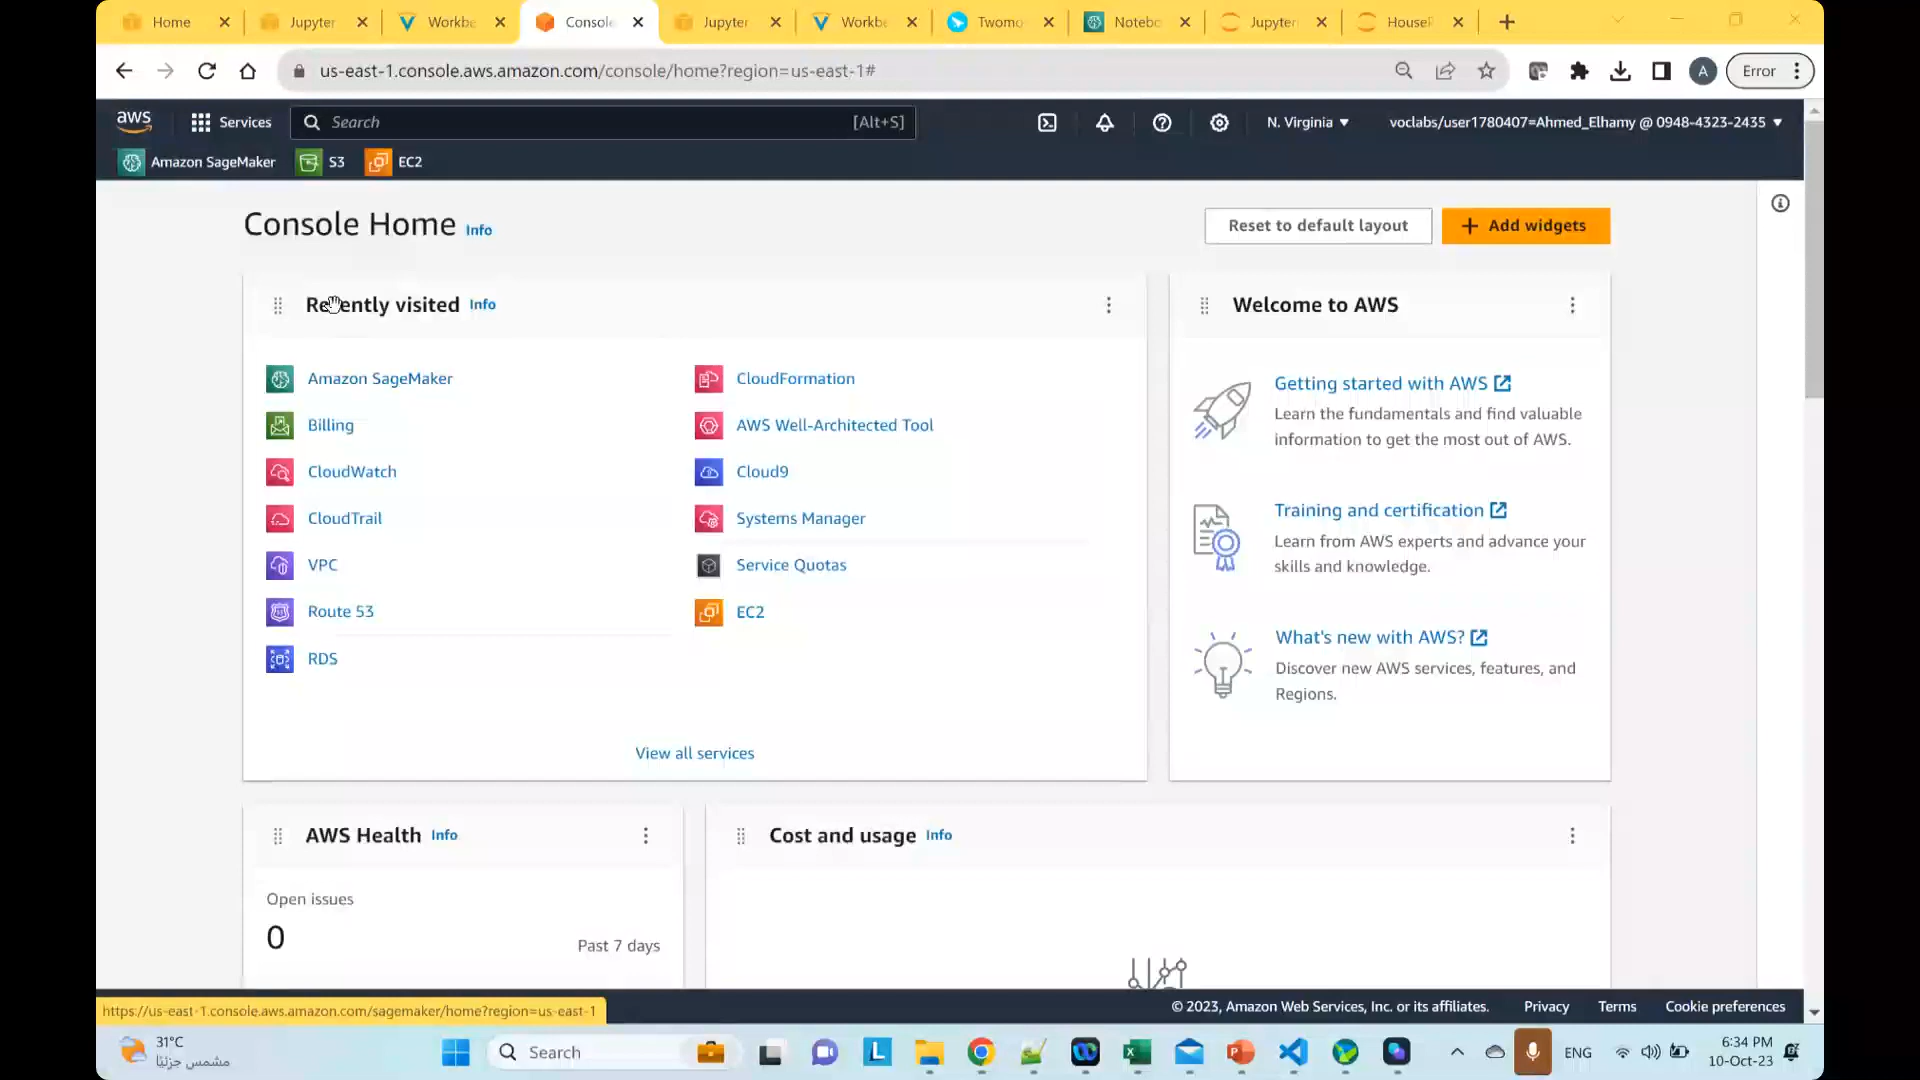 Home
Jupyter
Workbe
Console
Jupyter
Workbe
Twomo
Notebo
Jupyter
HouseP
us-east-1.console.aws.amazon.com/console/home?region=us-east-1#
A
Error
aws
Services
Search
[Alt+S]
N. Virginia
voclabs/user1780407=Ahmed_Elhamy @ 0948-4323-2435
Amazon SageMaker
S3
EC2
Console Home Info
Reset to default layout
Add widgets
Recently visited Info
Amazon SageMaker
Billing
CloudWatch
CloudTrail
VPC
Route 53
RDS
CloudFormation
AWS Well-Architected Tool
Cloud9
Systems Manager
Service Quotas
EC2
View all services
Welcome to AWS
Getting started with AWS
Learn the fundamentals and find valuable
information to get the most out of AWS.
Training and certification
Learn from AWS experts and advance your
skills and knowledge.
What's new with AWS?
Discover new AWS services, features, and
Regions.
AWS Health Info
Open issues
0
Past 7 days
Cost and usage Info
https://us-east-1.console.aws.amazon.com/sagemaker/home?region=us-east-1
© 2023, Amazon Web Services, Inc. or its affiliates.
Privacy
Terms
Cookie preferences
31°C
مشمس جزئيًا
Search
L
ENG
6:34 PM
10-Oct-23